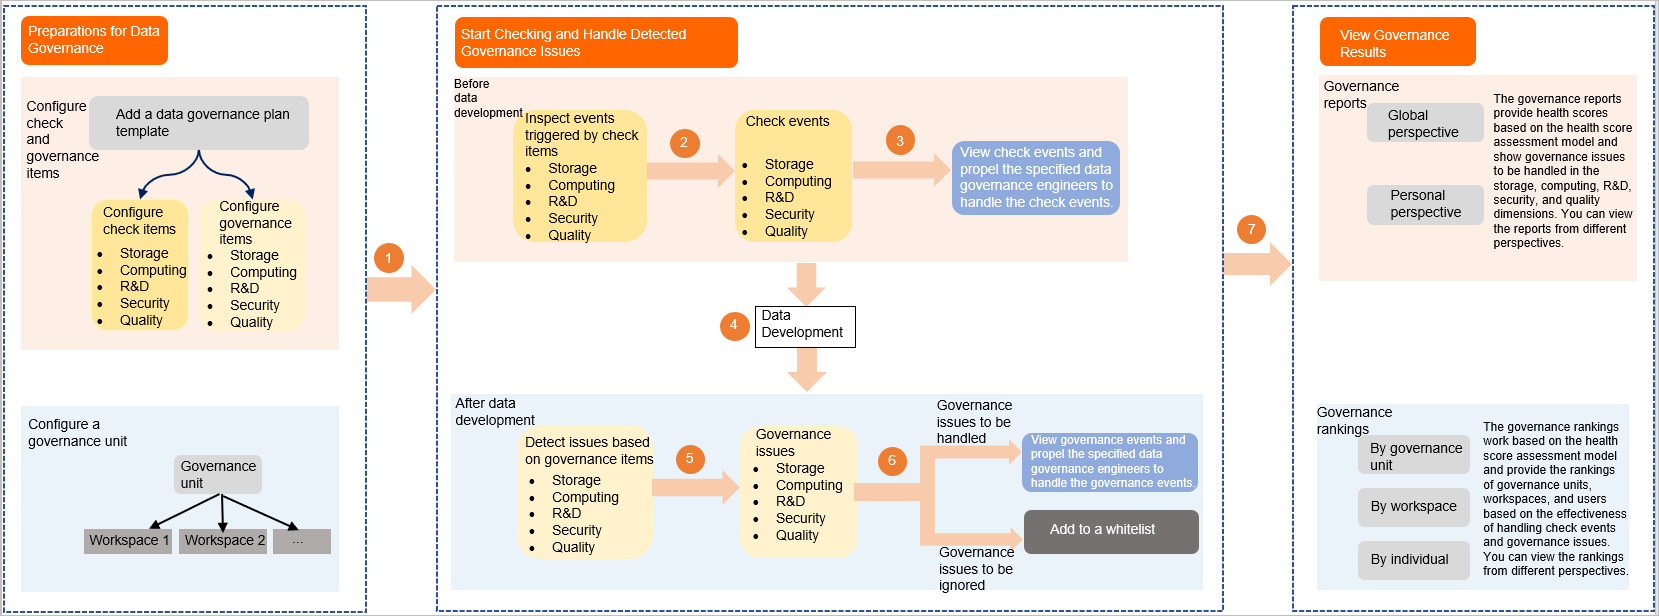 Preparations for Data
Governance
Configure
check
and
governance
items
Add a data governance plan
template
Configure
check items
• Storage
• Computing
• R&D
• Security
• Quality
Configure
governance
items
• Storage
• Computing
• R&D
• Security
• Quality
Configure a
governance unit
Governance
unit
Workspace 1
Workspace 2
...
1
Start Checking and Handle Detected
Governance Issues
Before
data
development
Inspect events
triggered by check
items
• Storage
• Computing
• R&D
• Security
• Quality
2
Check events
• Storage
• Computing
• R&D
• Security
• Quality
3
View check events and
propel the specified data
governance engineers to
handle the check events.
4
Data
Development
After data
development
Detect issues based
on governance items
• Storage
• Computing
• R&D
• Security
• Quality
5
Governance
issues
• Storage
• Computing
• R&D
• Security
• Quality
6
Governance
issues to be
handled
View governance events and
propel the specified data
governance engineers to
handle the governance events.
Governance
issues to be
ignored
Add to a whitelist
7
View Governance
Results
Governance
reports
Global
perspective
Personal
perspective
The governance reports
provide health scores
based on the health score
assessment model and
show governance issues
to be handled in the
storage, computing, R&D,
security, and quality
dimensions. You can view
the reports from different
perspectives.
Governance
rankings
By governance
unit
By workspace
By individual
The governance rankings
work based on the health
score assessment model
and provide the rankings
of governance units,
workspaces, and users
based on the effectiveness
of handling check events
and governance issues.
You can view the rankings
from different perspectives.